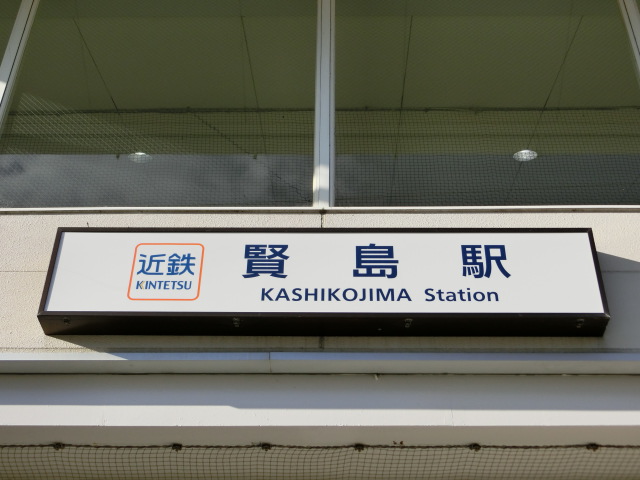 近鉄
KINTETSU
賢島駅
KASHIKOJIMA Station